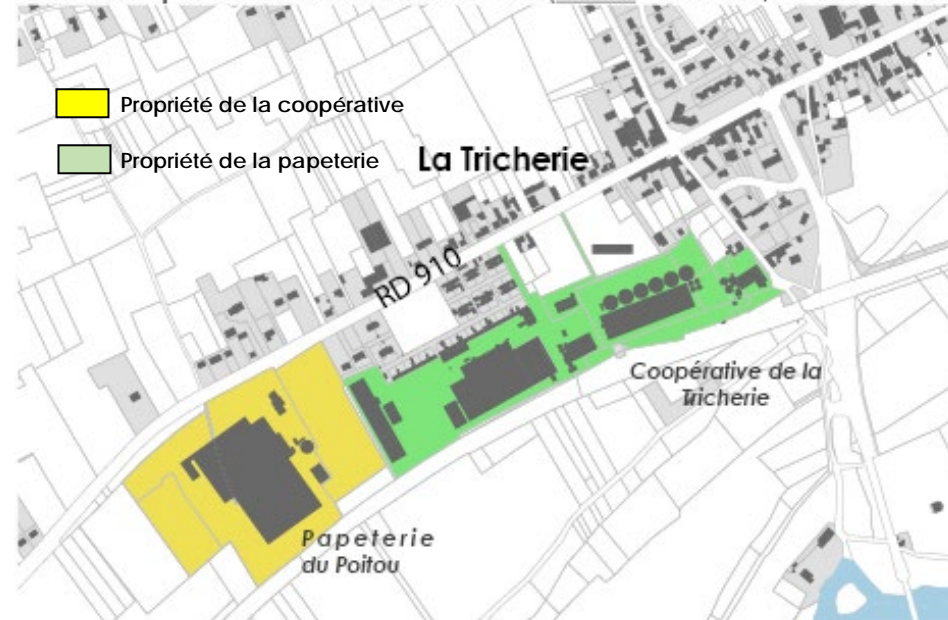 Propriété de la coopérative
Propriété de la papeterie
La Tricherie
RD 910
Coopérative de la
Tricherie
Papeterie
du Poitou